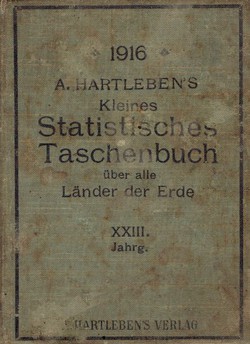 1916
A. HARTLEBEN'S
Kleines
Statistisches
Taschenbuch
über alle
Länder der Erde
XXIII.
Jahrg.
HARTLEBEN'S VERLAG